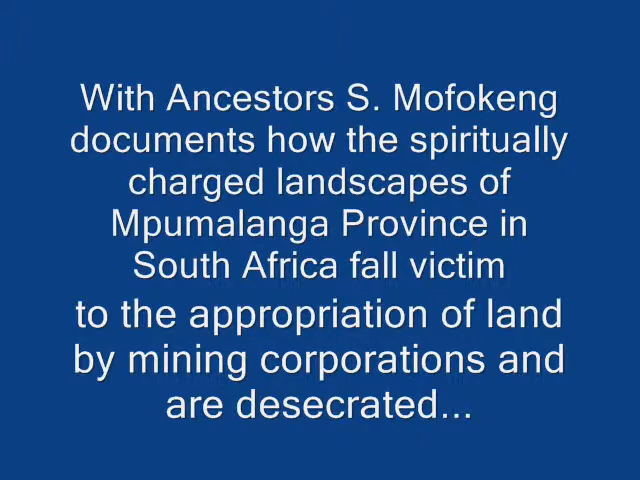 With Ancestors S. Mofokeng
documents how the spiritually
charged landscapes of
Mpumalanga Province in
South Africa fall victim
to the appropriation of land
by mining corporations and
are desecrated...